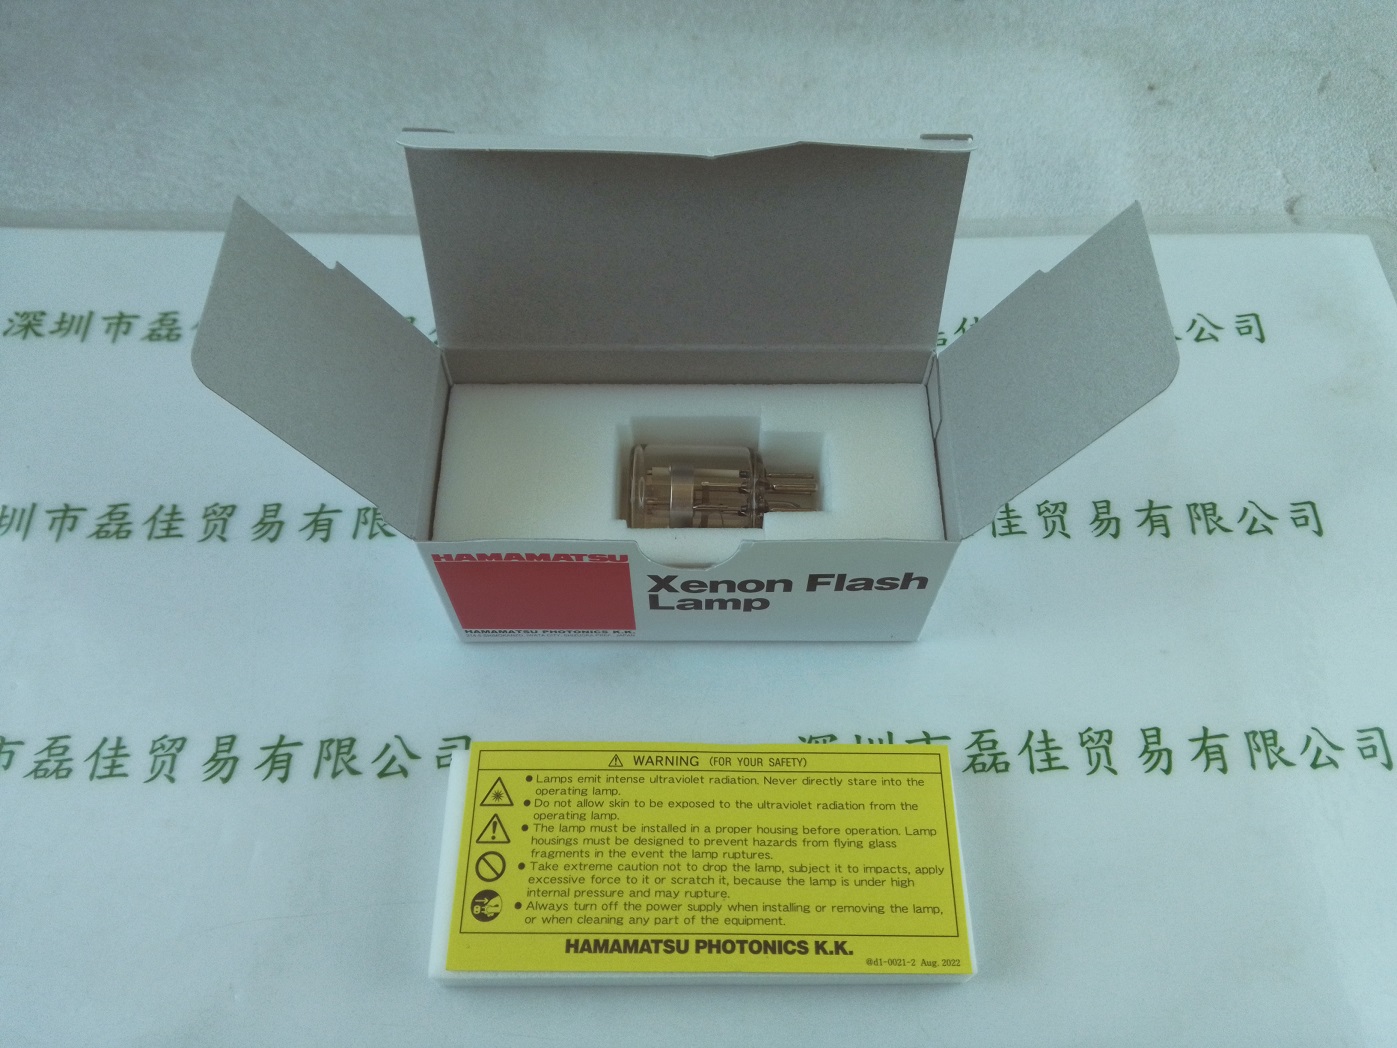 深圳市磊
佳
公司
圳市磊佳贸易有限
佳贸易有限公司
HAMAMATSU
Xenon Flash
Lamp
HAMAMATSU PHOTONICS K.K.
市磊佳贸易有限公司
深圳市磊佳贸易有限公司
WARNING (FOR YOUR SAFETY)
● Lamps emit intense ultraviolet radiation. Never directly stare into the
operating lamp.
● Do not allow skin to be exposed to the ultraviolet radiation from the
operating lamp.
● The lamp must be installed in a proper housing before operation. Lamp
housings must be designed to prevent hazards from flying glass
fragments in the event the lamp ruptures.
● Take extreme caution not to drop the lamp, subject it to impacts, apply
excessive force to it or scratch it, because the lamp is under high
internal pressure and may rupture.
● Always turn off the power supply when installing or removing the lamp,
or when cleaning any part of the equipment.
HAMAMATSU PHOTONICS K.K.
@d1-0021-2 Aug. 2022